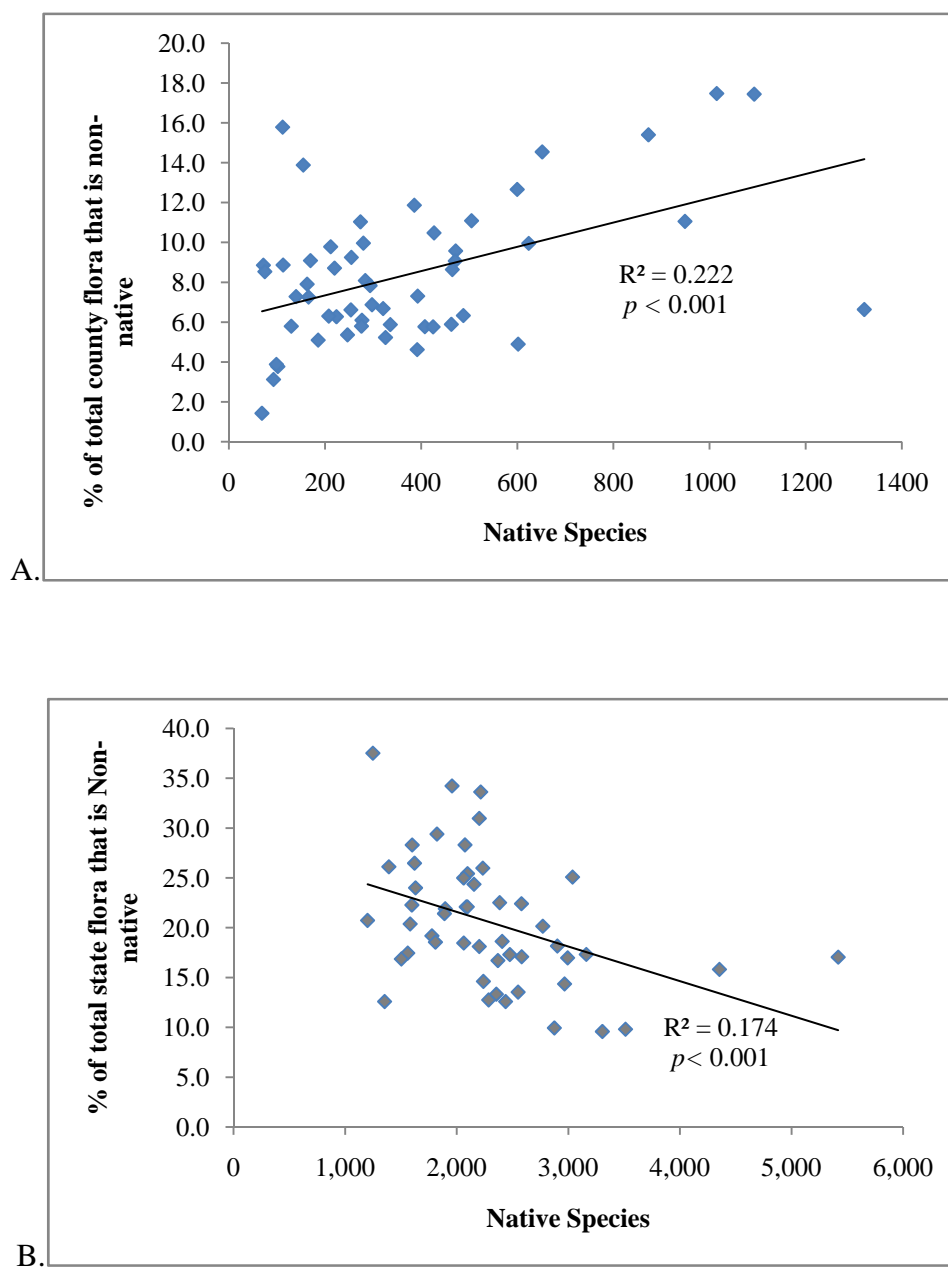 20.0
18.0
16.0
14.0
12.0
10.0
8.0
6.0
4.0
2.0
0.0
% of total county flora that is non-
native
R² = 0.222
p < 0.001
0 200 400 600 800 1000 1200 1400
Native Species
A.
40.0
35.0
30.0
25.0
20.0
15.0
10.0
5.0
0.0
% of total state flora that is Non-
native
R² = 0.174
p< 0.001
0 1,000 2,000 3,000 4,000 5,000 6,000
Native Species
B.